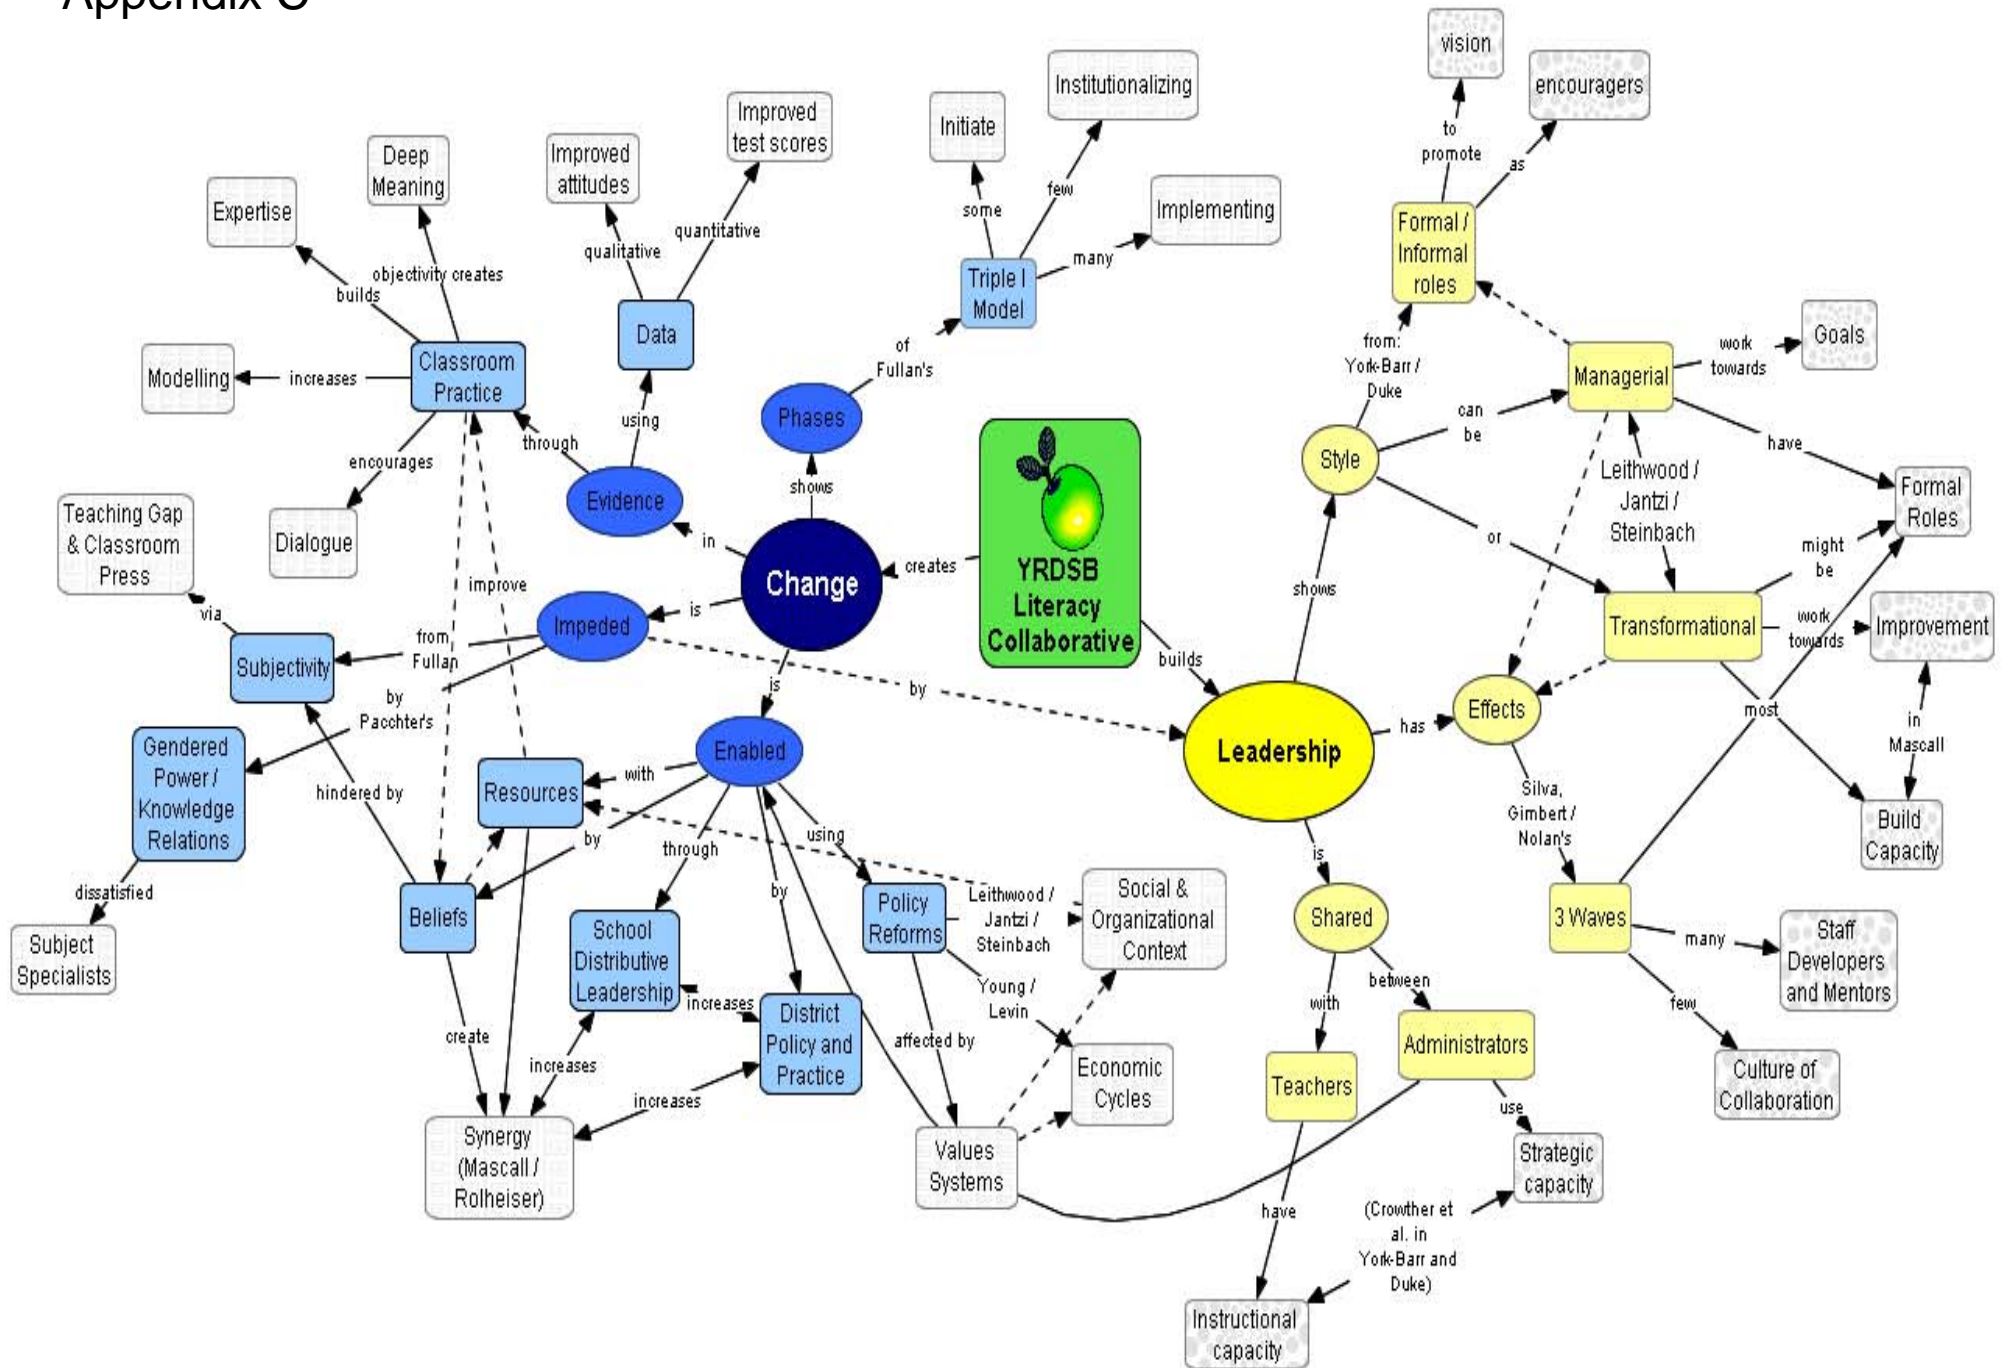 Appendix C
vision
encouragers
to
promote
as
Institutionalizing
Initiate
Improved
test scores
Improved
attitudes
Deep
Meaning
Expertise
some
few
Implementing
many
qualitative
quantitative
objectivity creates
builds
Formal /
Informal
roles
Triple I
Model
Data
Classroom
Practice
Modelling
increases
of
Fullan's
from:
York-Barr /
Duke
Managerial
work
towards
Goals
Phases
using
through
encourages
can
be
Style
have
Leithwood /
Jantzi /
Steinbach
Formal
Roles
Evidence
shows
Teaching Gap
& Classroom
Press
Dialogue
in
or
might
be
Change
creates
YRDSB
Literacy
Collaborative
improve
shows
is
Impeded
via
from
Fullan
Transformational
work
towards
Improvement
Subjectivity
builds
by
is
by
Pacchter's
has
Effects
most
in
Mascall
Gendered
Power /
Knowledge
Relations
Enabled
Leadership
hindered by
Resources
with
Silva,
Gimbert /
Nolan's
Build
Capacity
by
through
using
is
dissatisfied
by
Beliefs
Policy
Reforms
Leithwood /
Jantzi /
Steinbach
Social &
Organizational
Context
Shared
3 Waves
many
Staff
Developers
and Mentors
Subject
Specialists
School
Distributive
Leadership
increases
District
Policy and
Practice
Young /
Levin
with
between
few
create
increases
affected by
Economic
Cycles
Teachers
Administrators
Culture of
Collaboration
increases
use
Synergy
(Mascall /
Rolheiser)
Values
Systems
Strategic
capacity
have
(Crowther et
al. in
York-Barr and
Duke)
Instructional
capacity